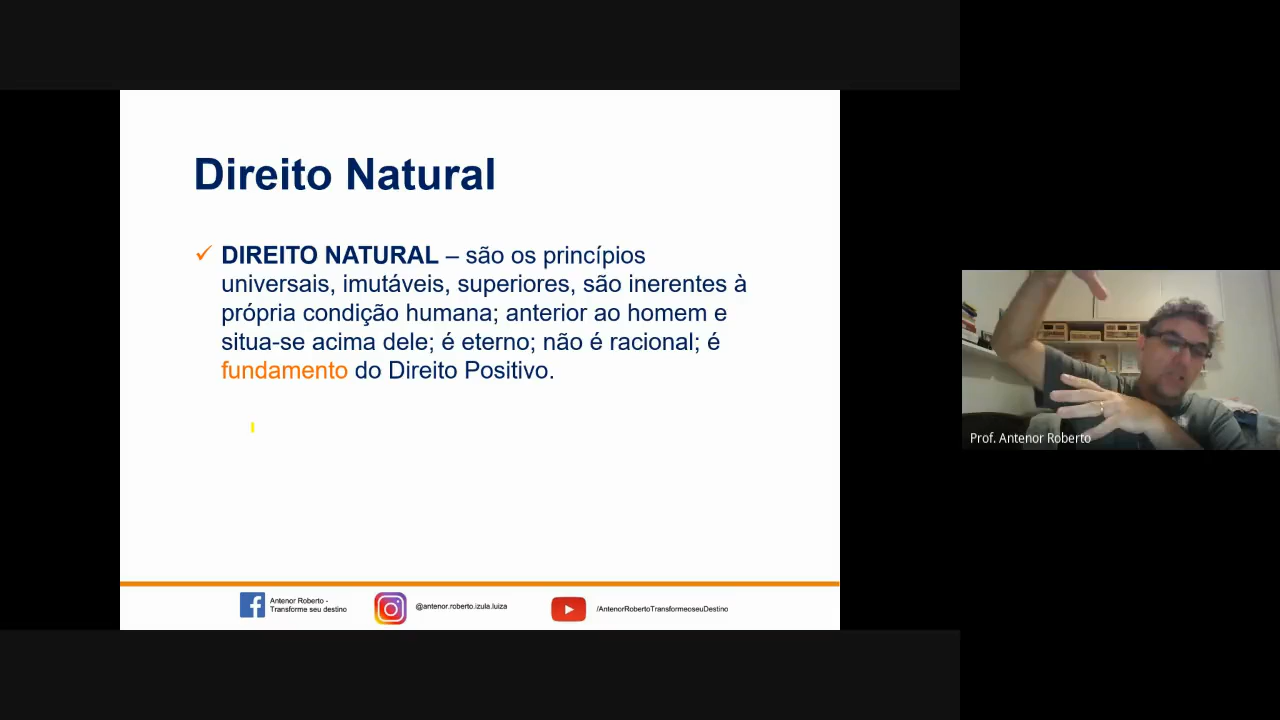 Direito Natural
✓ DIREITO NATURAL – são os princípios
universais, imutáveis, superiores, são inerentes à
própria condição humana; anterior ao homem e
situa-se acima dele; é eterno; não é racional; é
fundamento do Direito Positivo.
Prof. Antenor Roberto
Antenor Roberto -
Transforme seu destino
@antenor.roberto.izula.luiza
/AntenorRobertoTransformeoseuDestino